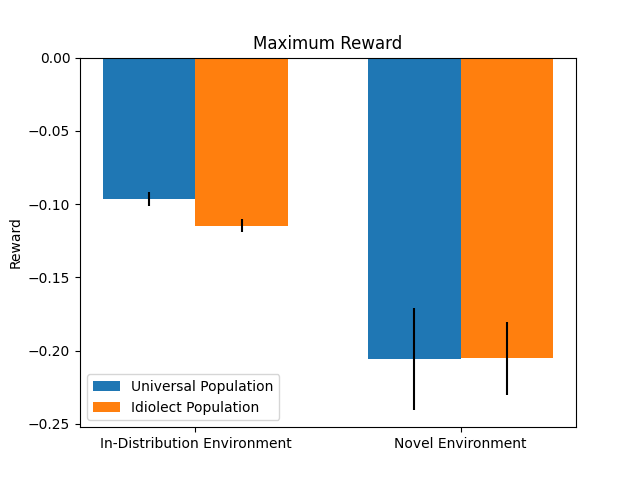 Maximum Reward
0.00
−0.05
−0.10
−0.15
−0.20
−0.25
Reward
Universal Population
Idiolect Population
In-Distribution Environment
Novel Environment